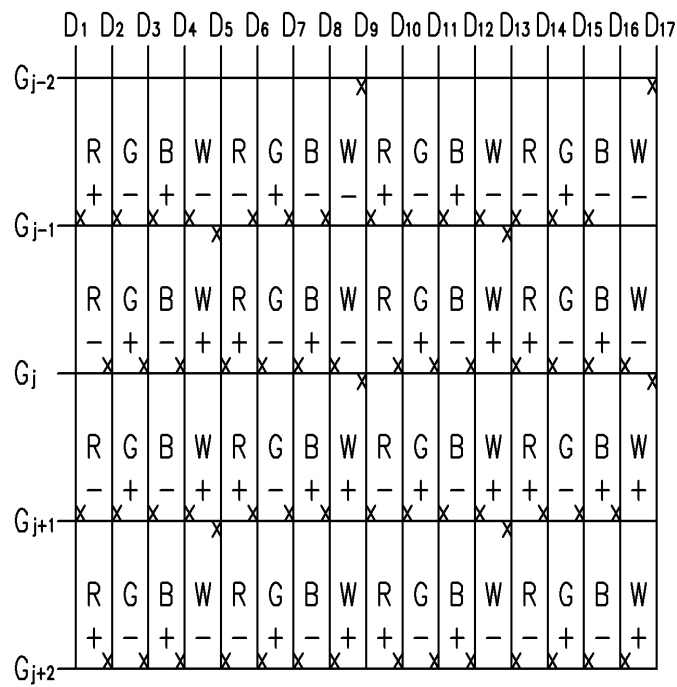 D1 D2 D3 D4 D5 D6 D7 D8 D9 D10 D11 D12 D13 D14 D15 D16 D17
Gj-2
R G B W R G B W R G B W R G B W
+ − + − − + − − + − + − − + − −
Gj-1
R G B W R G B W R G B W R G B W
− + − + + − + − − + − + + − + −
Gj
R G B W R G B W R G B W R G B W
− + − + + − + + − + − + + − + +
Gj+1
R G B W R G B W R G B W R G B W
+ − + − − + − + + − + − − + − +
Gj+2